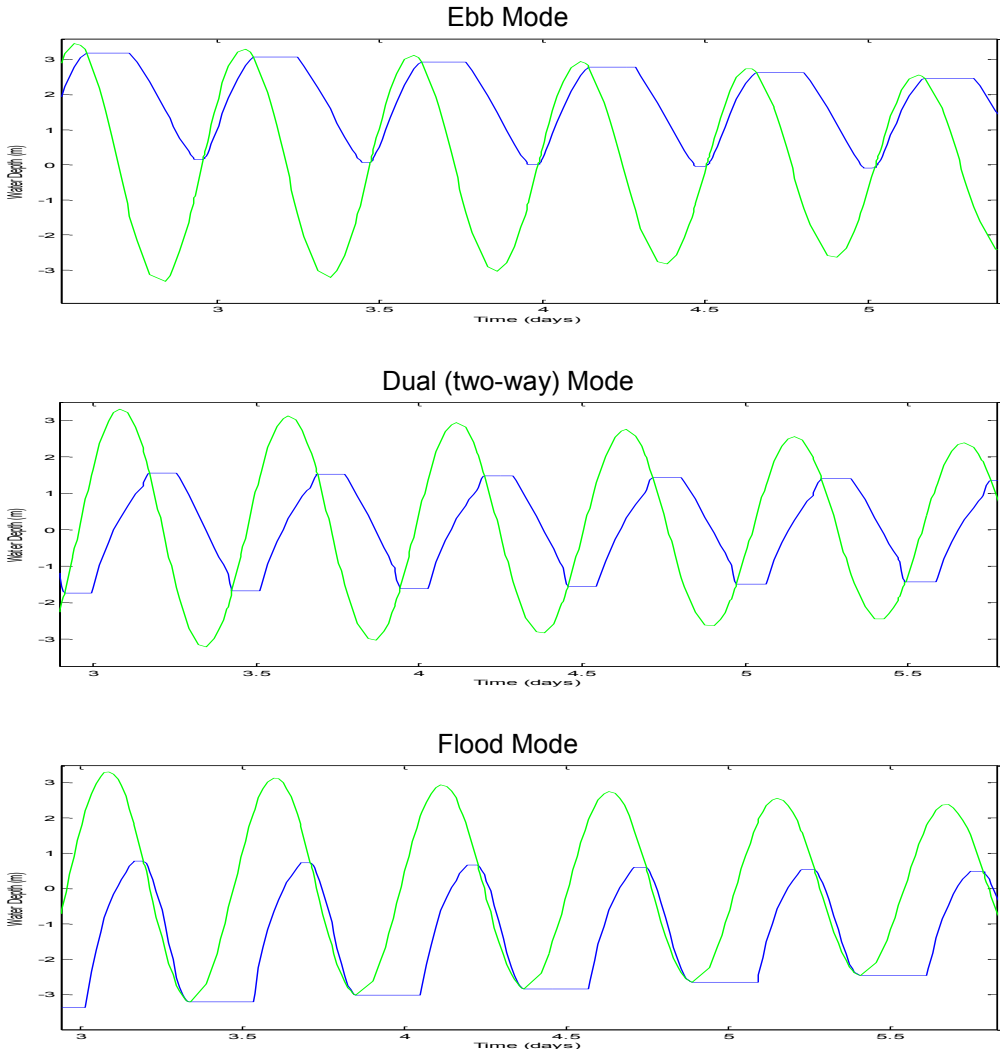 Ebb Mode
3
2
1
0
-1
-2
-3
Water Depth (m)
3 3.5 4 4.5 5
Time (days)
Dual (two-way) Mode
3
2
1
0
-1
-2
-3
Water Depth (m)
3 3.5 4 4.5 5 5.5
Time (days)
Flood Mode
3
2
1
0
-1
-2
-3
Water Depth (m)
3 3.5 4 4.5 5 5.5
Time (days)